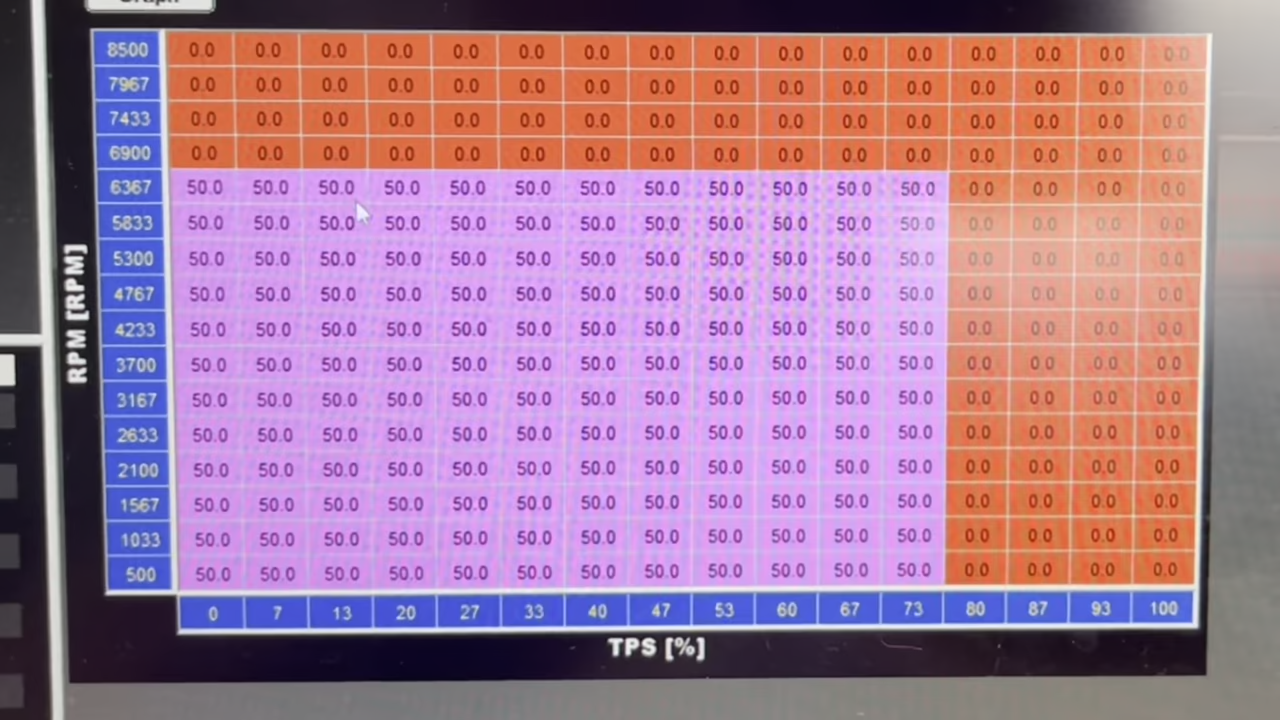 Graph
8500 0.0 0.0 0.0 0.0 0.0 0.0 0.0 0.0 0.0 0.0 0.0 0.0 0.0 0.0 0.0 0.0
7967 0.0 0.0 0.0 0.0 0.0 0.0 0.0 0.0 0.0 0.0 0.0 0.0 0.0 0.0 0.0 0.0
7433 0.0 0.0 0.0 0.0 0.0 0.0 0.0 0.0 0.0 0.0 0.0 0.0 0.0 0.0 0.0 0.0
6900 0.0 0.0 0.0 0.0 0.0 0.0 0.0 0.0 0.0 0.0 0.0 0.0 0.0 0.0 0.0 0.0
6367 50.0 50.0 50.0 50.0 50.0 50.0 50.0 50.0 50.0 50.0 50.0 50.0 0.0 0.0 0.0 0.0
5833 50.0 50.0 50.0 50.0 50.0 50.0 50.0 50.0 50.0 50.0 50.0 50.0 0.0 0.0 0.0 0.0
5300 50.0 50.0 50.0 50.0 50.0 50.0 50.0 50.0 50.0 50.0 50.0 50.0 0.0 0.0 0.0 0.0
4767 50.0 50.0 50.0 50.0 50.0 50.0 50.0 50.0 50.0 50.0 50.0 50.0 0.0 0.0 0.0 0.0
4233 50.0 50.0 50.0 50.0 50.0 50.0 50.0 50.0 50.0 50.0 50.0 50.0 0.0 0.0 0.0 0.0
3700 50.0 50.0 50.0 50.0 50.0 50.0 50.0 50.0 50.0 50.0 50.0 50.0 0.0 0.0 0.0 0.0
3167 50.0 50.0 50.0 50.0 50.0 50.0 50.0 50.0 50.0 50.0 50.0 50.0 0.0 0.0 0.0 0.0
2633 50.0 50.0 50.0 50.0 50.0 50.0 50.0 50.0 50.0 50.0 50.0 50.0 0.0 0.0 0.0 0.0
2100 50.0 50.0 50.0 50.0 50.0 50.0 50.0 50.0 50.0 50.0 50.0 50.0 0.0 0.0 0.0 0.0
1567 50.0 50.0 50.0 50.0 50.0 50.0 50.0 50.0 50.0 50.0 50.0 50.0 0.0 0.0 0.0 0.0
1033 50.0 50.0 50.0 50.0 50.0 50.0 50.0 50.0 50.0 50.0 50.0 50.0 0.0 0.0 0.0 0.0
500 50.0 50.0 50.0 50.0 50.0 50.0 50.0 50.0 50.0 50.0 50.0 50.0 0.0 0.0 0.0 0.0
RPM [RPM]
0 7 13 20 27 33 40 47 53 60 67 73 80 87 93 100
TPS [%]